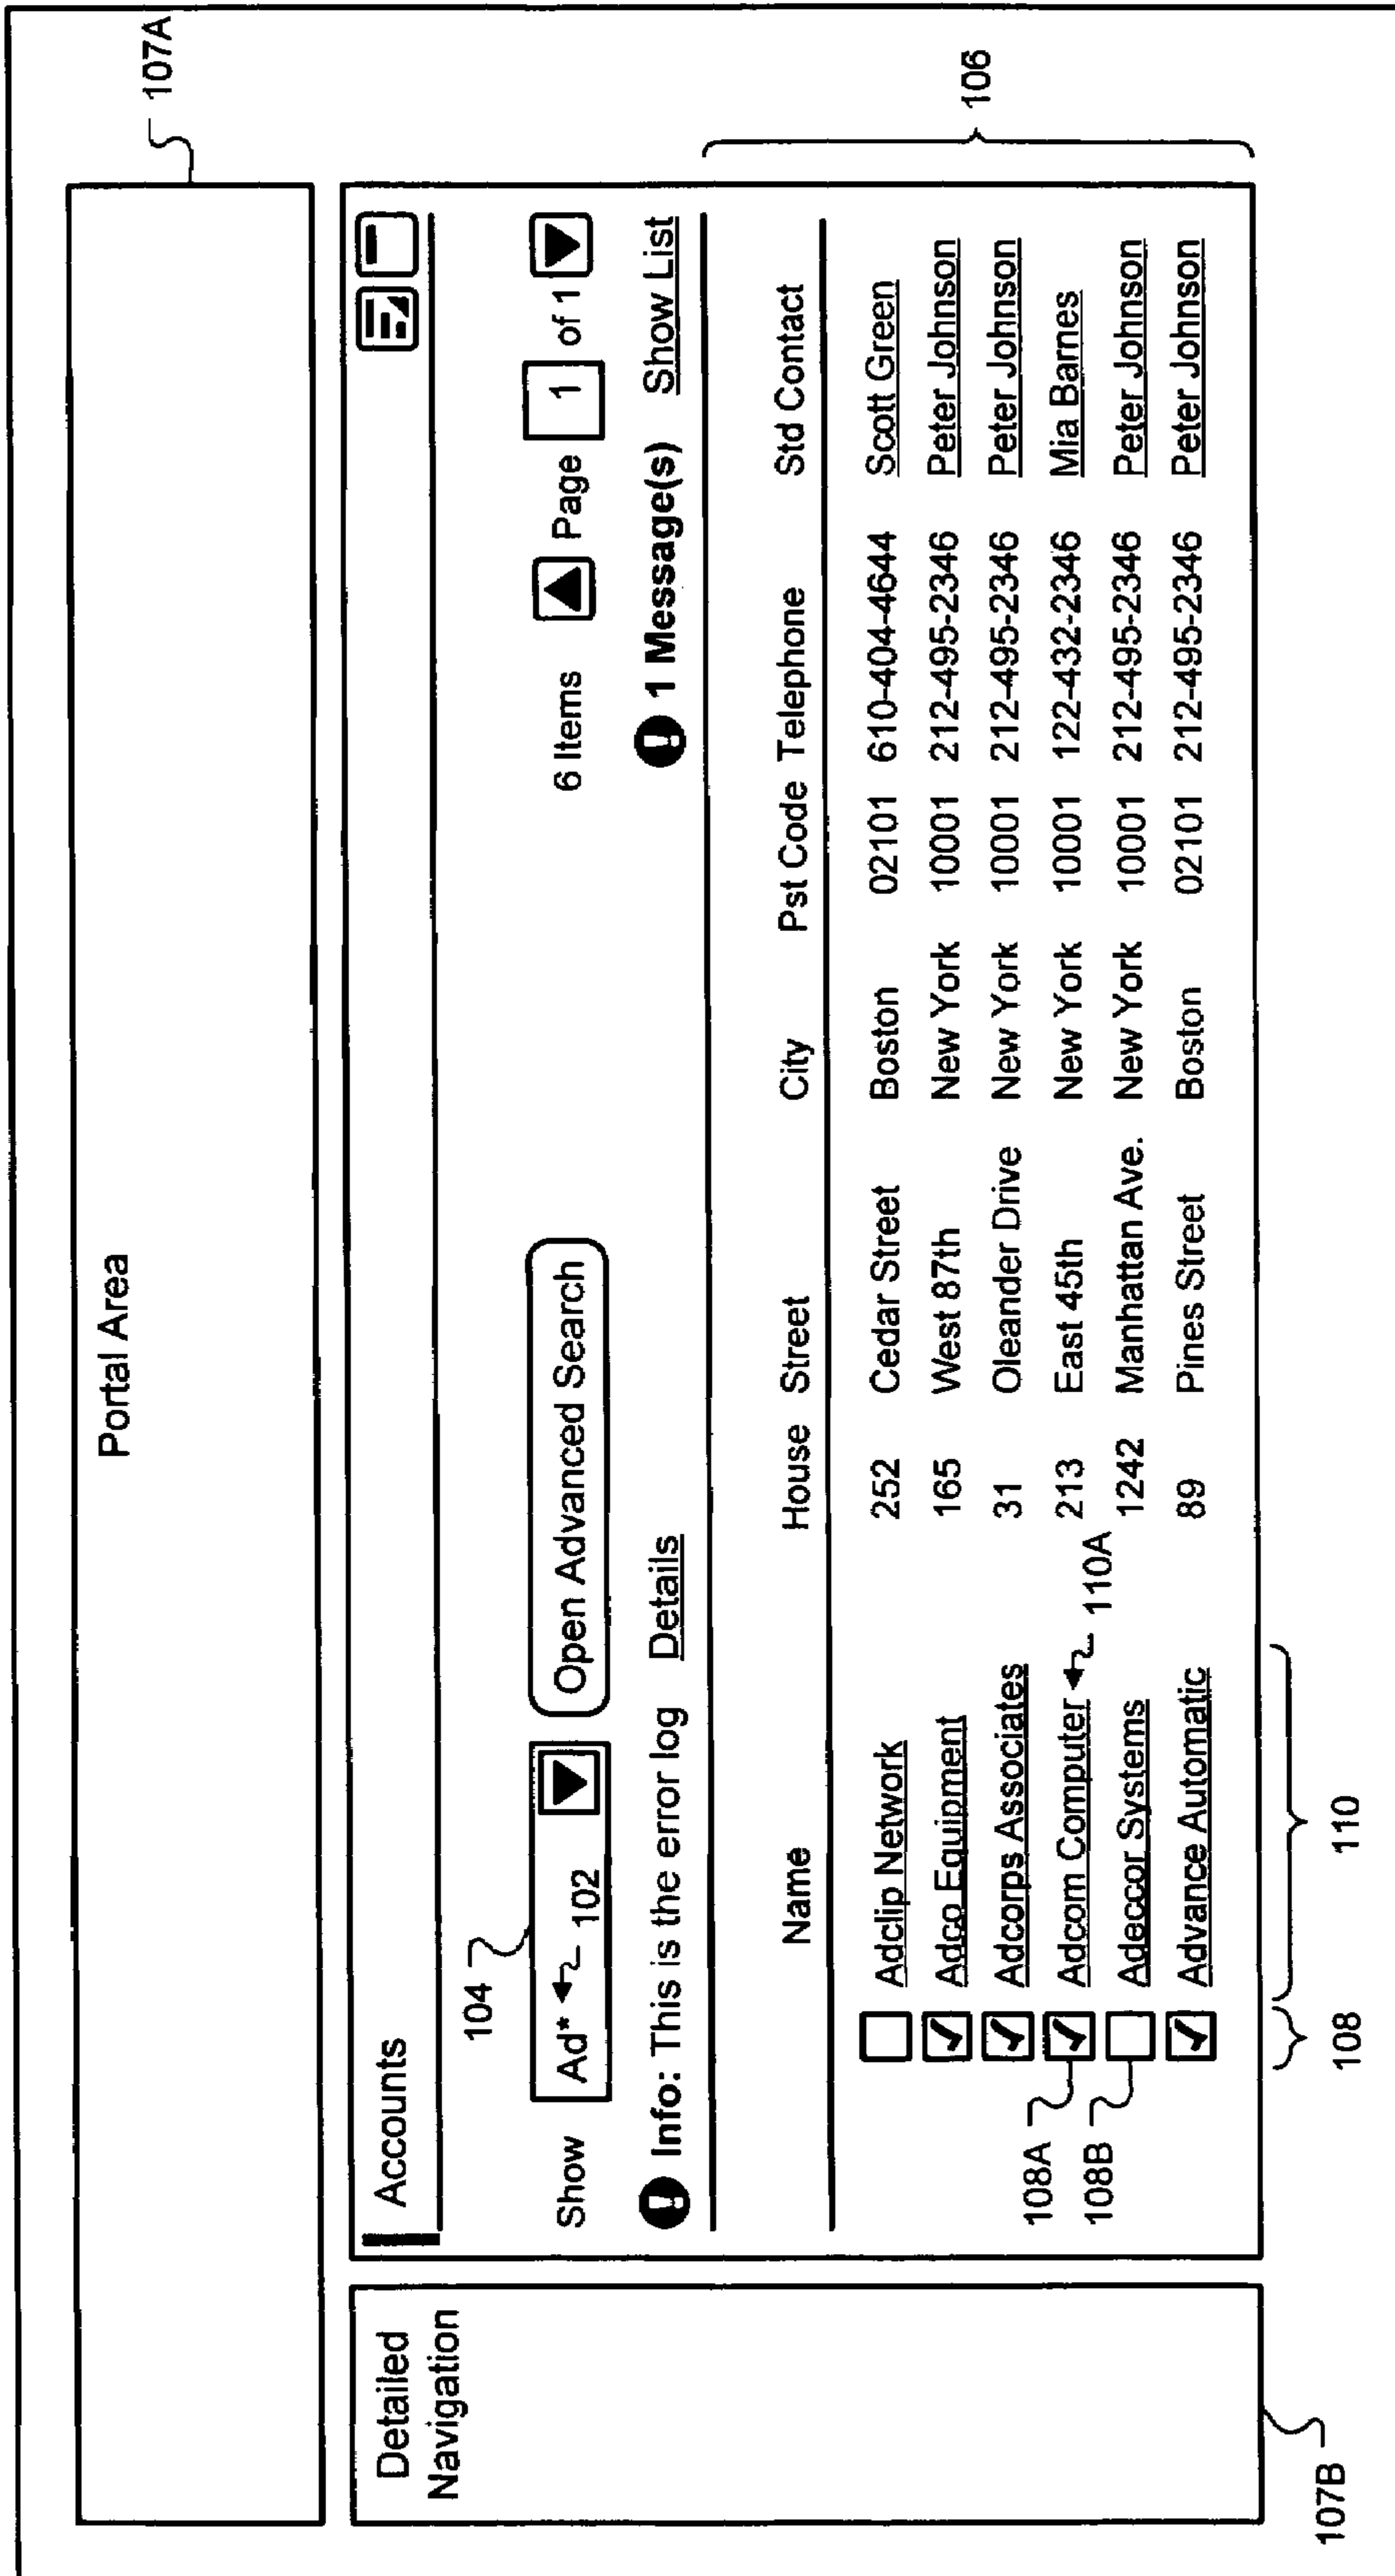 107A
Portal Area
Detailed
Navigation
Accounts
104
Show Ad* 102 Open Advanced Search 6 Items Page 1 of 1
Info: This is the error log Details 1 Message(s) Show List
106
Name House Street City Pst Code Telephone Std Contact
Adclip Network 252 Cedar Street Boston 02101 610-404-4644 Scott Green
Adco Equipment 165 West 87th New York 10001 212-495-2346 Peter Johnson
Adcorps Associates 31 Oleander Drive New York 10001 212-495-2346 Peter Johnson
108A
Adcom Computer 213 East 45th New York 10001 122-432-2346 Mia Barnes
110A
108B
Adeccor Systems 1242 Manhattan Ave. New York 10001 212-495-2346 Peter Johnson
Advance Automatic 89 Pines Street Boston 02101 212-495-2346 Peter Johnson
107B
108
110